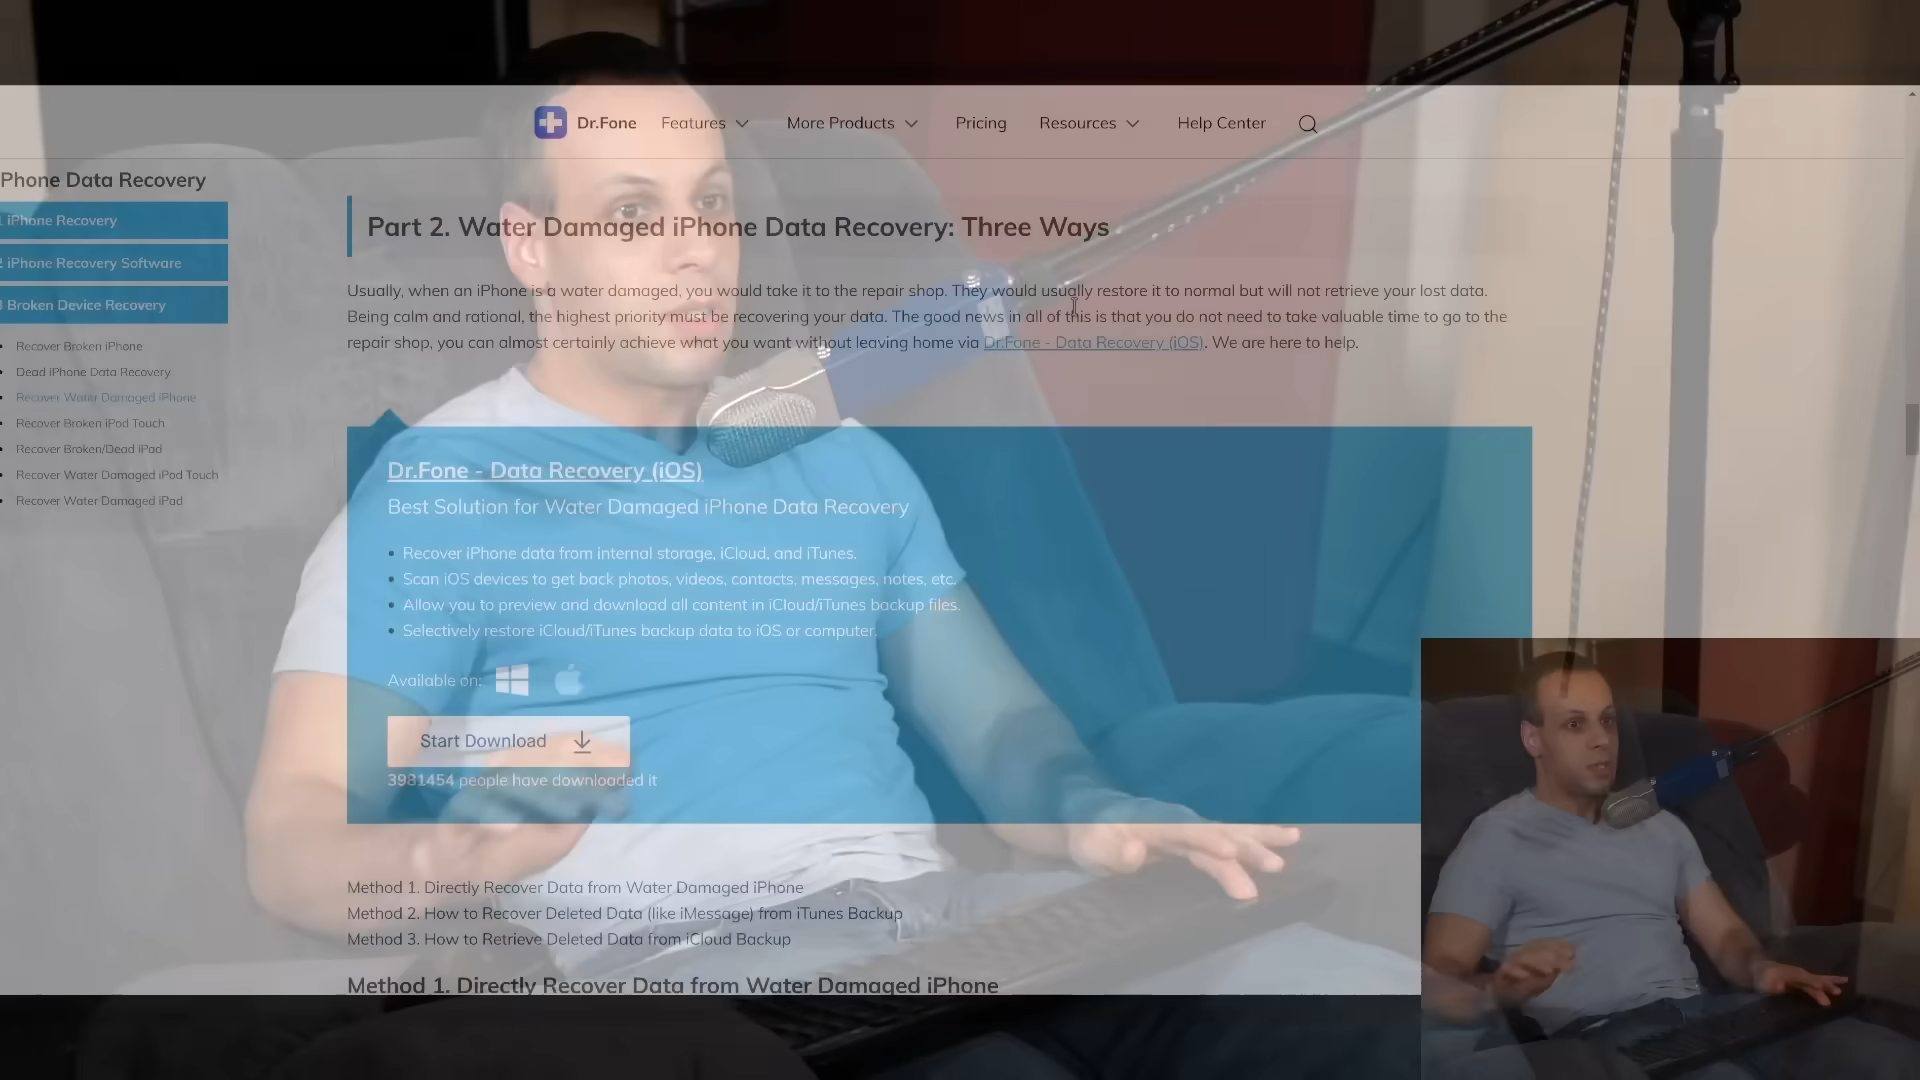 Dr.Fone Features More Products Pricing Resources Help Center
Phone Data Recovery
iPhone Recovery
iPhone Recovery Software
Broken Device Recovery
Recover Broken iPhone
Dead iPhone Data Recovery
Recover Water Damaged iPhone
Recover Broken iPod Touch
Recover Broken/Dead iPad
Recover Water Damaged iPod Touch
Recover Water Damaged iPad
Part 2. Water Damaged iPhone Data Recovery: Three Ways
Usually, when an iPhone is a water damaged, you would take it to the repair shop. They would usually restore it to normal but will not retrieve your lost data.
Being calm and rational, the highest priority must be recovering your data. The good news in all of this is that you do not need to take valuable time to go to the
repair shop, you can almost certainly achieve what you want without leaving home via Dr.Fone - Data Recovery (iOS). We are here to help.
Dr.Fone - Data Recovery (iOS)
Best Solution for Water Damaged iPhone Data Recovery
• Recover iPhone data from internal storage, iCloud, and iTunes.
• Scan iOS devices to get back photos, videos, contacts, messages, notes, etc.
• Allow you to preview and download all content in iCloud/iTunes backup files.
• Selectively restore iCloud/iTunes backup data to iOS or computer.
Available on:
Start Download
3981454 people have downloaded it
Method 1. Directly Recover Data from Water Damaged iPhone
Method 2. How to Recover Deleted Data (like iMessage) from iTunes Backup
Method 3. How to Retrieve Deleted Data from iCloud Backup
Method 1. Directly Recover Data from Water Damaged iPhone